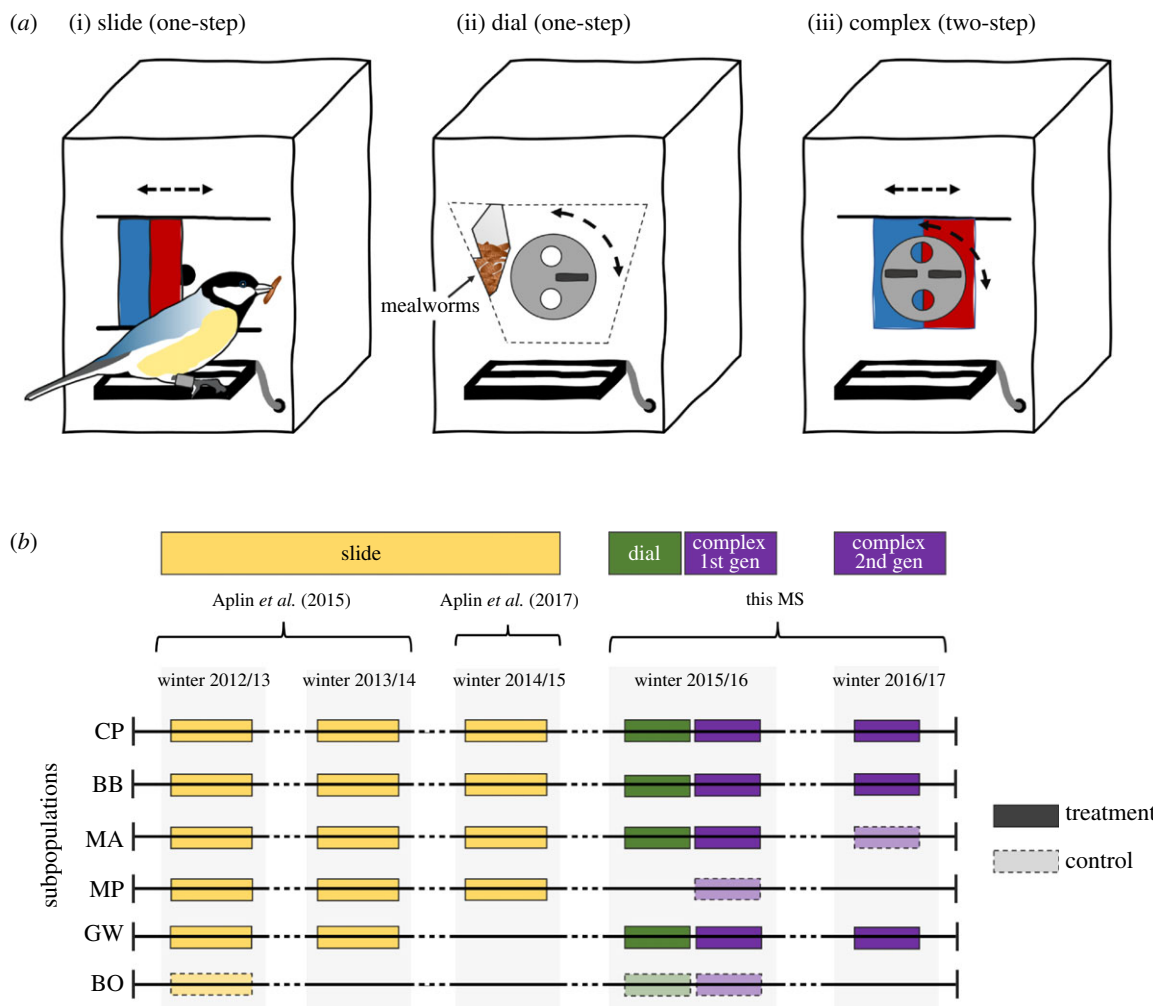 (a) (i) slide (one-step) (ii) dial (one-step) (iii) complex (two-step)
mealworms
(b)
slide dial complex 1st gen complex 2nd gen
Aplin et al. (2015) Aplin et al. (2017) this MS
winter 2012/13 winter 2013/14 winter 2014/15 winter 2015/16 winter 2016/17
subpopulations
CP
BB
MA
MP
GW
BO
treatment
control